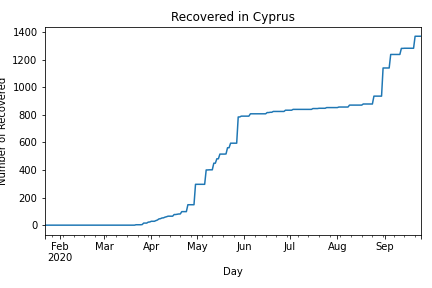 Recovered in Cyprus
Number of Recovered
1400
1200
1000
800
600
400
200
0
Feb Mar Apr May Jun Jul Aug Sep
2020
Day